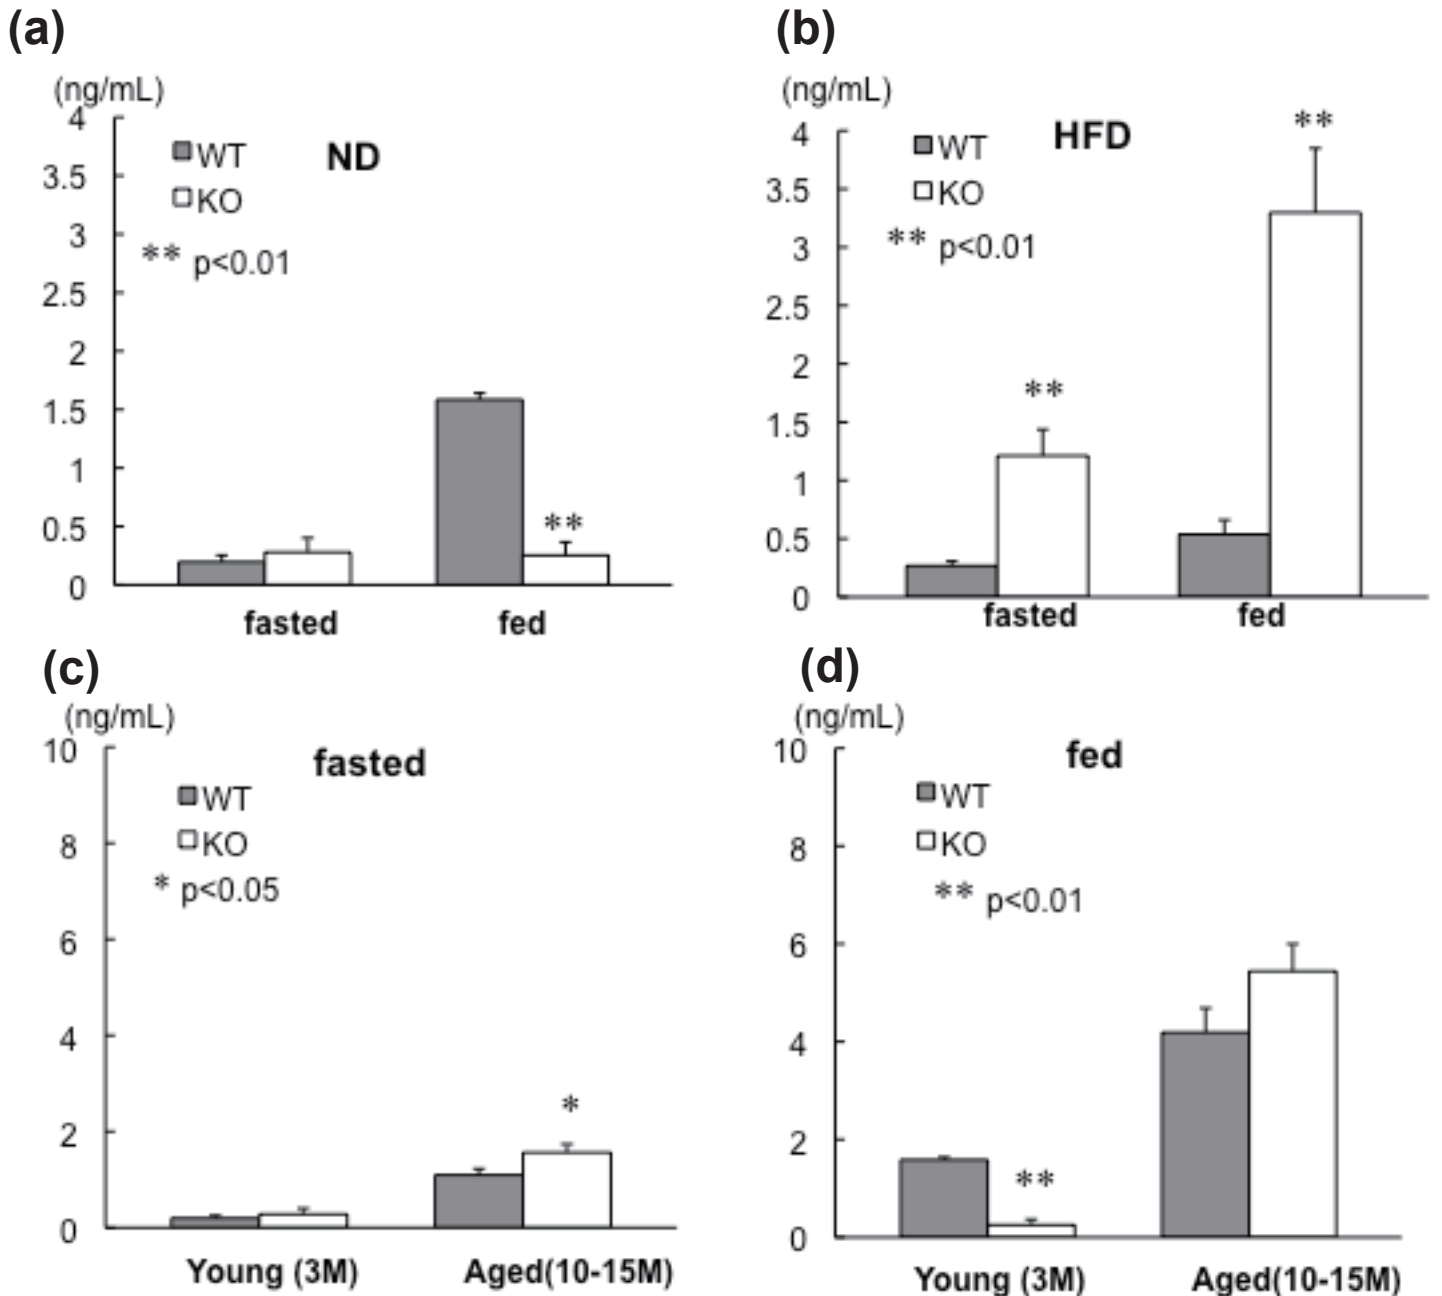 (a)
(ng/mL)
4
3.5
3
2.5
2
1.5
1
0.5
0
WT
KO
** p<0.01
ND
**
fasted
fed
(b)
(ng/mL)
4
3.5
3
2.5
2
1.5
1
0.5
0
WT
KO
** p<0.01
HFD
**
**
fasted
fed
(c)
(ng/mL)
10
8
6
4
2
0
fasted
WT
KO
* p<0.05
*
Young (3M)
Aged(10-15M)
(d)
(ng/mL)
10
8
6
4
2
0
fed
WT
KO
** p<0.01
**
Young (3M)
Aged(10-15M)